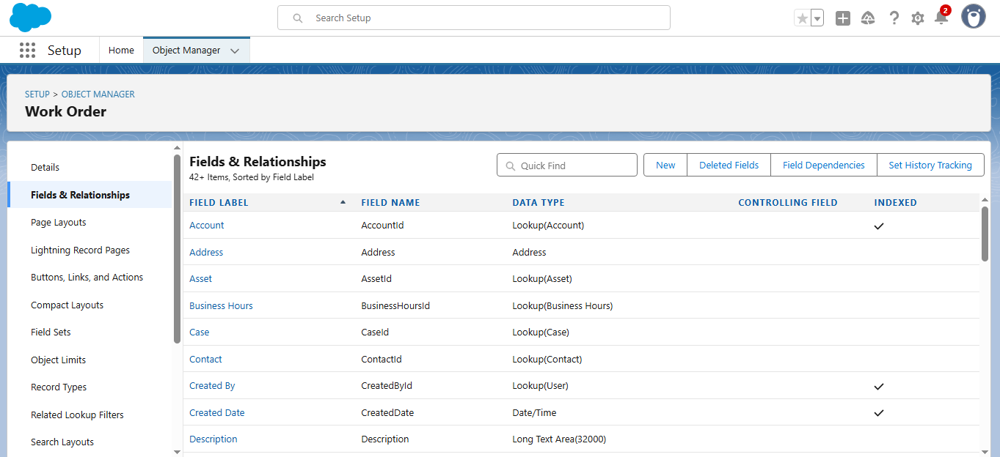 Search Setup
2
Setup
Home
Object Manager
SETUP > OBJECT MANAGER
Work Order
Details
Fields & Relationships
Page Layouts
Lightning Record Pages
Buttons, Links, and Actions
Compact Layouts
Field Sets
Object Limits
Record Types
Related Lookup Filters
Search Layouts
Fields & Relationships
42+ Items, Sorted by Field Label
Quick Find
New
Deleted Fields
Field Dependencies
Set History Tracking
FIELD LABEL FIELD NAME DATA TYPE CONTROLLING FIELD INDEXED
Account AccountId Lookup(Account)
Address Address Address
Asset AssetId Lookup(Asset)
Business Hours BusinessHoursId Lookup(Business Hours)
Case CaseId Lookup(Case)
Contact ContactId Lookup(Contact)
Created By CreatedById Lookup(User)
Created Date CreatedDate Date/Time
Description Description Long Text Area(32000)